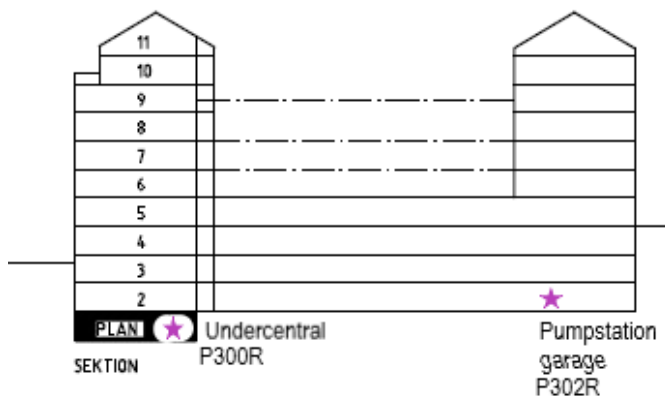 11
10
9
8
7
6
5
4
3
2
PLAN
Undercentral
P300R
SEKTION
Pumpstation
garage
P302R